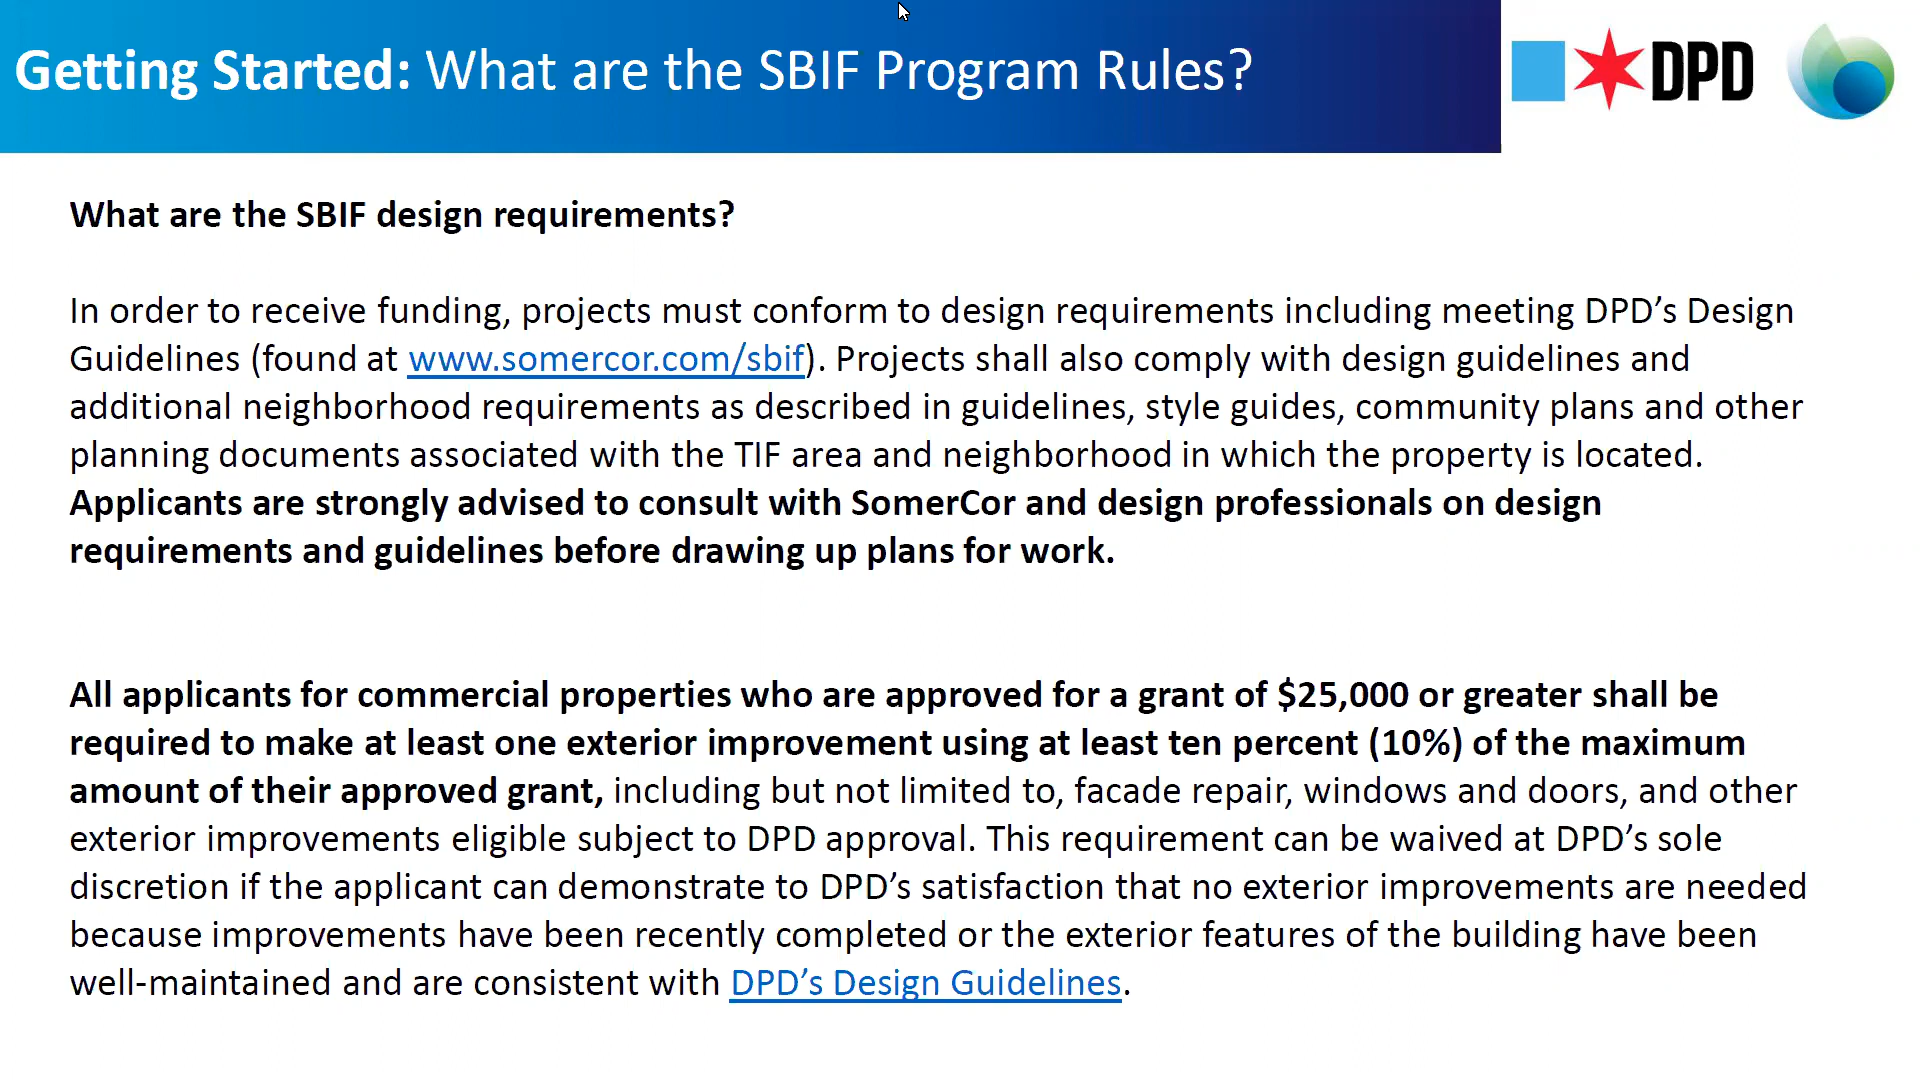 Getting Started: What are the SBIF Program Rules?
DPD
What are the SBIF design requirements?
In order to receive funding, projects must conform to design requirements including meeting DPD’s Design
Guidelines (found at www.somercor.com/sbif). Projects shall also comply with design guidelines and
additional neighborhood requirements as described in guidelines, style guides, community plans and other
planning documents associated with the TIF area and neighborhood in which the property is located.
Applicants are strongly advised to consult with SomerCor and design professionals on design
requirements and guidelines before drawing up plans for work.
All applicants for commercial properties who are approved for a grant of $25,000 or greater shall be
required to make at least one exterior improvement using at least ten percent (10%) of the maximum
amount of their approved grant, including but not limited to, facade repair, windows and doors, and other
exterior improvements eligible subject to DPD approval. This requirement can be waived at DPD’s sole
discretion if the applicant can demonstrate to DPD’s satisfaction that no exterior improvements are needed
because improvements have been recently completed or the exterior features of the building have been
well-maintained and are consistent with DPD’s Design Guidelines.